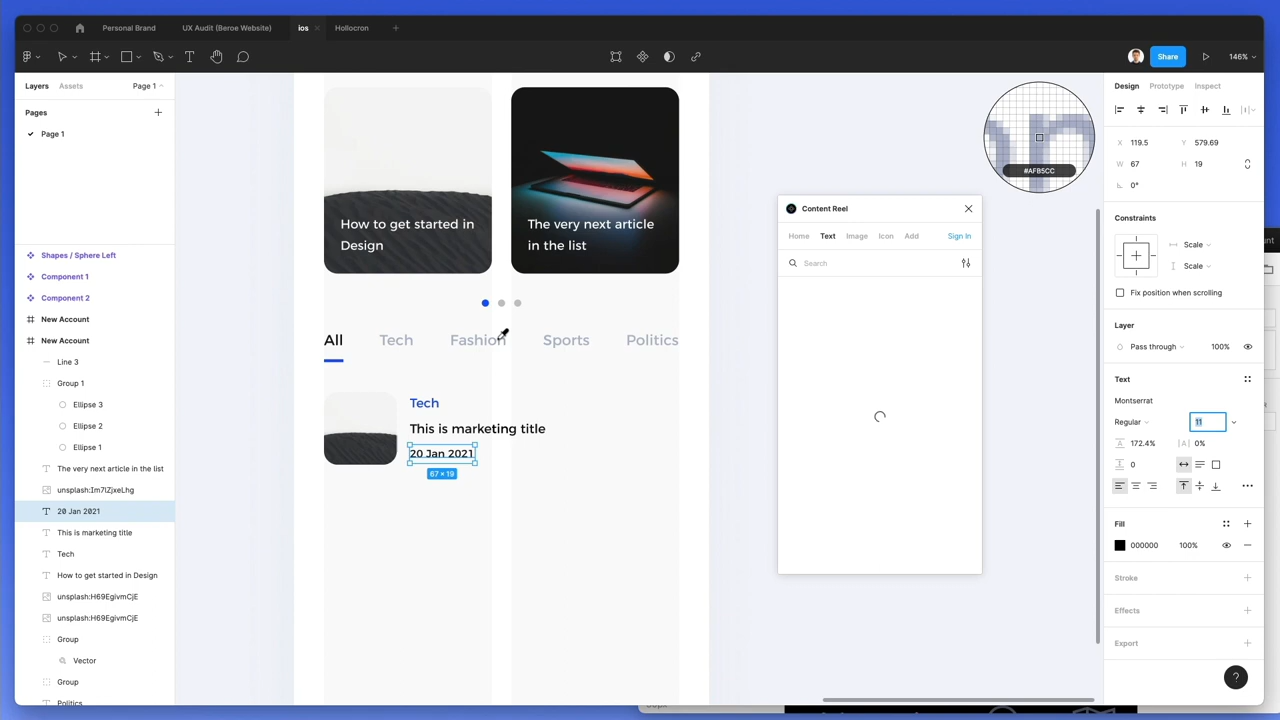 Personal Brand
UX Audit (Beroe Website)
ios
Hollocron
Share
146%
Layers
Assets
Page 1
Pages
Page 1
Shapes / Sphere Left
Component 1
Component 2
New Account
New Account
Line 3
Group 1
Ellipse 3
Ellipse 2
Ellipse 1
The very next article in the list
unsplash:Im7lZjxeLhg
20 Jan 2021
This is marketing title
Tech
How to get started in Design
unsplash:H69EgivmCjE
unsplash:H69EgivmCjE
Group
Vector
Group
Politics
How to get started in
Design
The very next article
in the list
All
Tech
Fashion
Sports
Politics
Tech
This is marketing title
20 Jan 2021
67 × 19
#AFB5CC
Content Reel
Home
Text
Image
Icon
Add
Sign In
Search
Design
Prototype
Inspect
X 119.5
Y 579.69
W 67
H 19
0°
Constraints
Scale
Scale
Fix position when scrolling
Layer
Pass through
100%
Text
Montserrat
Regular
11
172.4%
0%
0
Fill
000000
100%
Stroke
Effects
Export
?